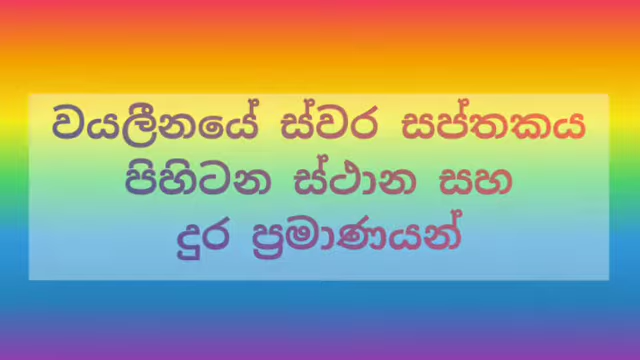 වයලීනයේ ස්වර සප්තකය
පිහිටන ස්ථාන සහ
දුර ප්‍රමාණයන්